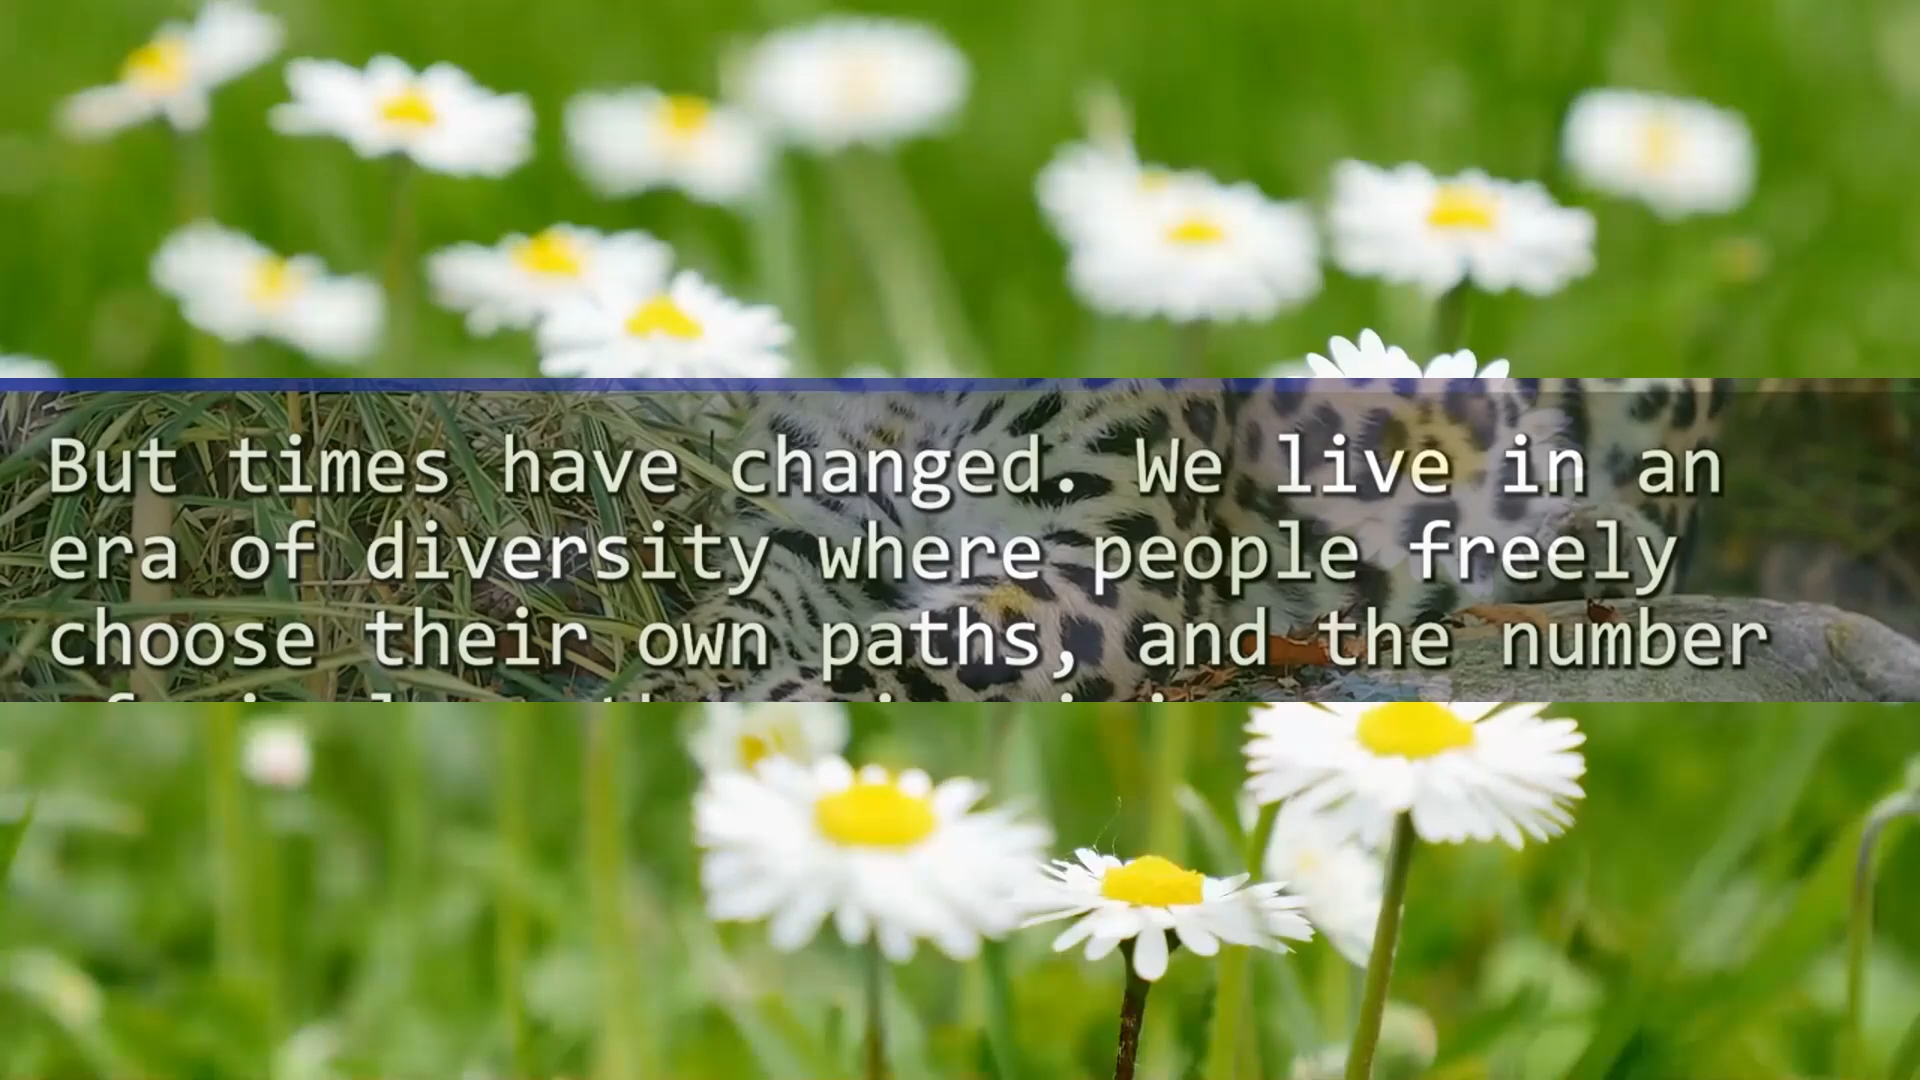 But times have changed. We live in an
era of diversity where people freely
choose their own paths, and the number